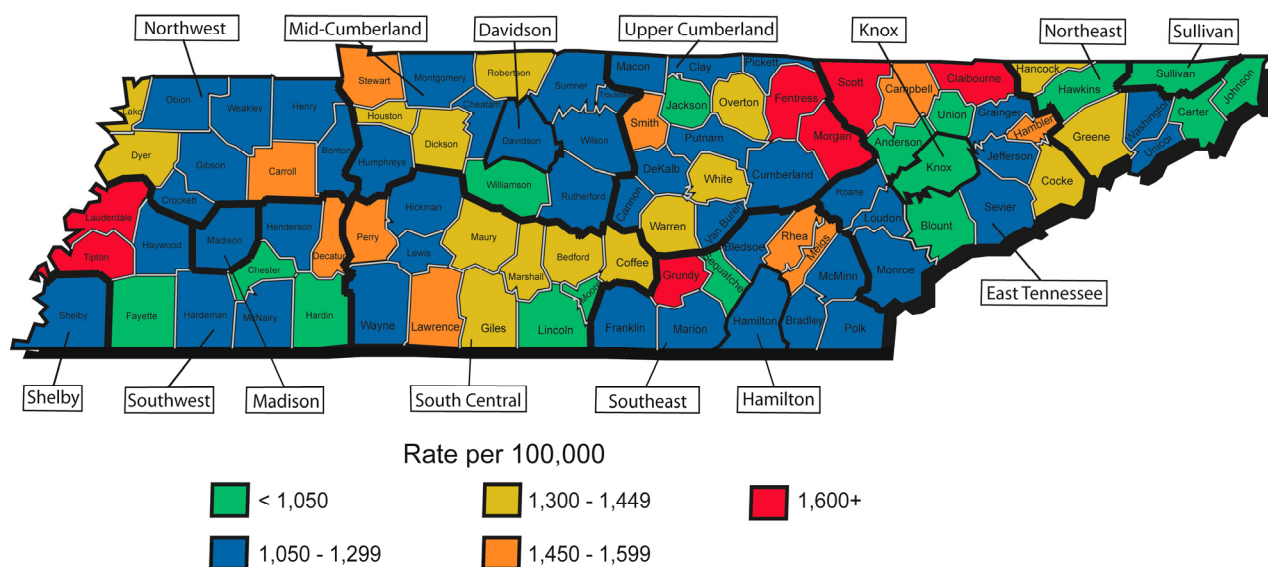 Northwest
Mid-Cumberland
Davidson
Upper Cumberland
Knox
Northeast
Sullivan
Lake
Obion
Weakley
Henry
Stewart
Montgomery
Robertson
Sumner
Macon
Clay
Pickett
Scott
Campbell
Claiborne
Hancock
Hawkins
Sullivan
Johnson
Dyer
Gibson
Carroll
Benton
Houston
Humphreys
Dickson
Cheatam
Davidson
Wilson
Smith
Jackson
Overton
Fentress
Morgan
Anderson
Union
Grainger
Hamblen
Greene
Washington
Carter
Unicoi
Lauderdale
Crockett
Williamson
Rutherford
Cannon
DeKalb
Putnam
White
Cumberland
Roane
Loudon
Knox
Blount
Jefferson
Sevier
Cocke
Tipton
Haywood
Madison
Henderson
Chester
Decatur
Perry
Hickman
Lewis
Maury
Marshall
Bedford
Coffee
Warren
Van Buren
Bledsoe
Rhea
Meigs
McMinn
Monroe
Shelby
Fayette
Hardeman
McNairy
Hardin
Wayne
Lawrence
Giles
Lincoln
Franklin
Grundy
Marion
Hamilton
Bradley
Polk
East Tennessee
Shelby
Southwest
Madison
South Central
Southeast
Hamilton
Rate per 100,000
< 1,050
1,300 - 1,449
1,600+
1,050 - 1,299
1,450 - 1,599